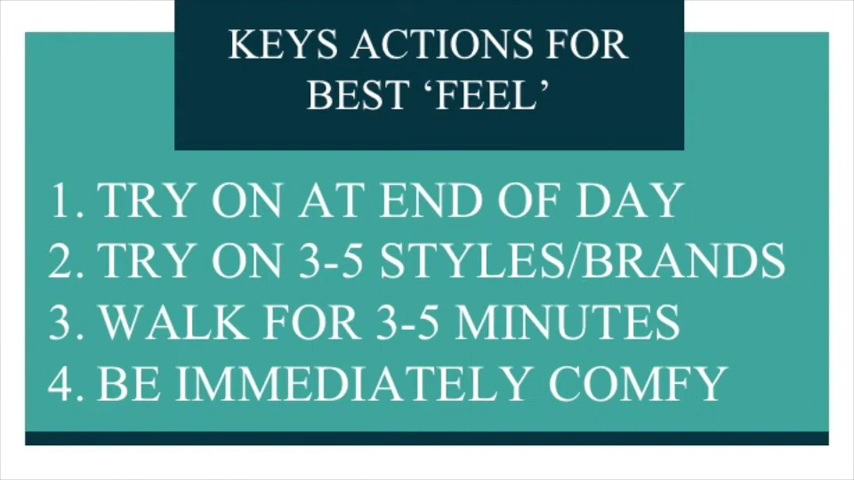 KEYS ACTIONS FOR
BEST ‘FEEL’
1. TRY ON AT END OF DAY
2. TRY ON 3-5 STYLES/BRANDS
3. WALK FOR 3-5 MINUTES
4. BE IMMEDIATELY COMFY